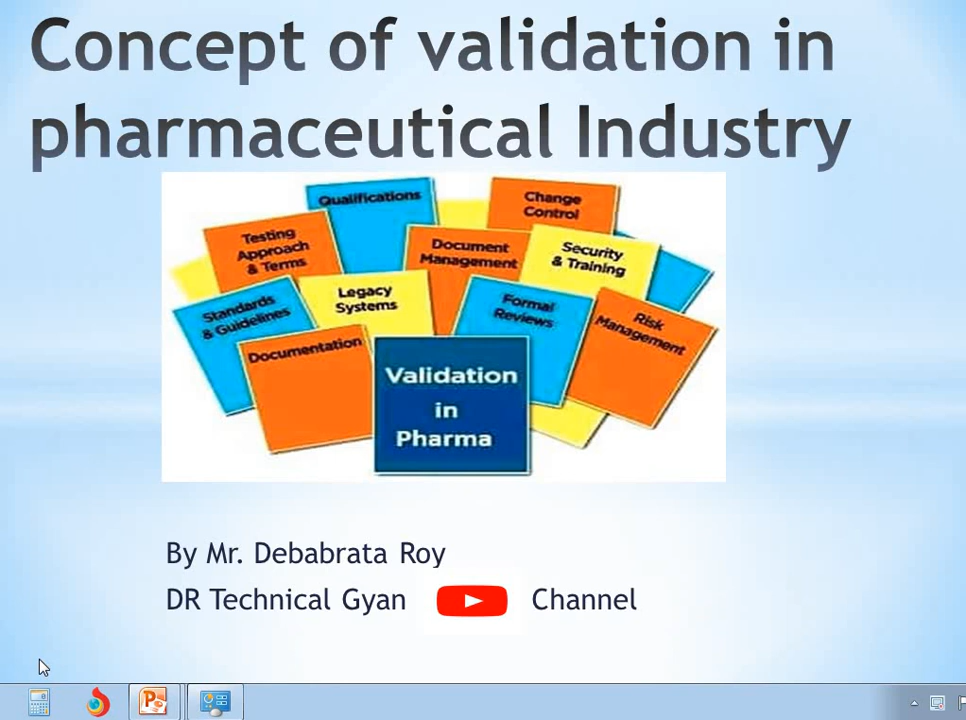 Concept of validation in
pharmaceutical Industry
Qualifications
Change
Control
Testing
Approach
& Terms
Document
Management
Security
& Training
Legacy
Systems
Standards
& Guidelines
Formal
Reviews
Risk
Management
Documentation
Validation
in
Pharma
By Mr. Debabrata Roy
DR Technical Gyan Channel